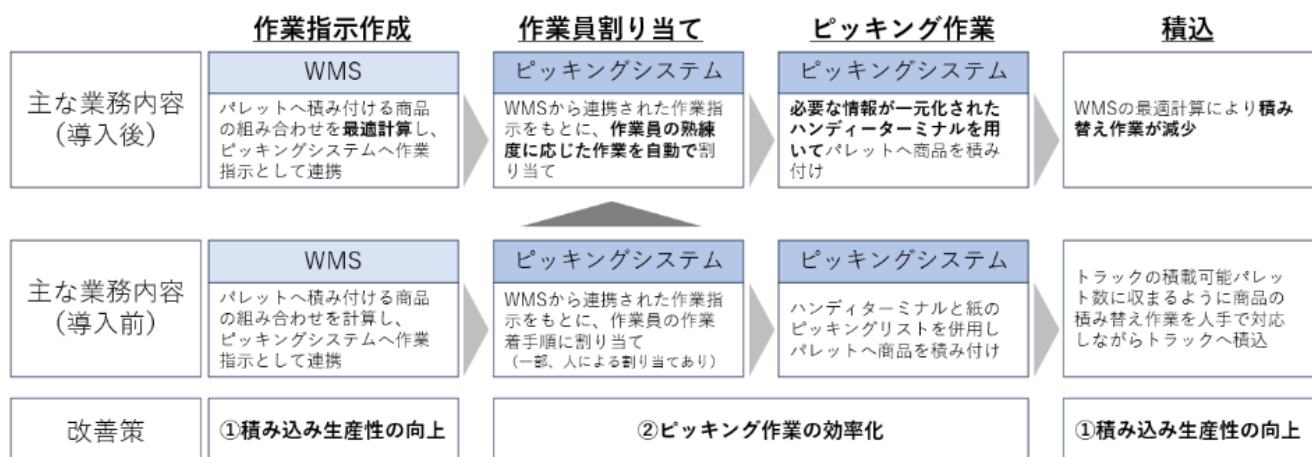 作業指示作成
作業員割り当て
ピッキング作業
積込
主な業務内容
（導入後）
WMS
パレットへ積み付ける商品
の組み合わせを最適計算し、
ピッキングシステムへ作業
指示として連携
ピッキングシステム
WMSから連携された作業指
示をもとに、作業員の熟練
度に応じた作業を自動で割
り当て
ピッキングシステム
必要な情報が一元化された
ハンディーターミナルを用
いてパレットへ商品を積み
付け
WMSの最適計算により積み
替え作業が減少
主な業務内容
（導入前）
WMS
パレットへ積み付ける商品
の組み合わせを計算し、
ピッキングシステムへ作業
指示として連携
ピッキングシステム
WMSから連携された作業指
示をもとに、作業員の作業
着手順に割り当て
（一部、人による割り当てあり）
ピッキングシステム
ハンディターミナルと紙の
ピッキングリストを併用し
パレットへ商品を積み付け
トラックの積載可能パレッ
ト数に収まるように商品の
積み替え作業を人手で対応
しながらトラックへ積込
改善策
①積み込み生産性の向上
②ピッキング作業の効率化
①積み込み生産性の向上